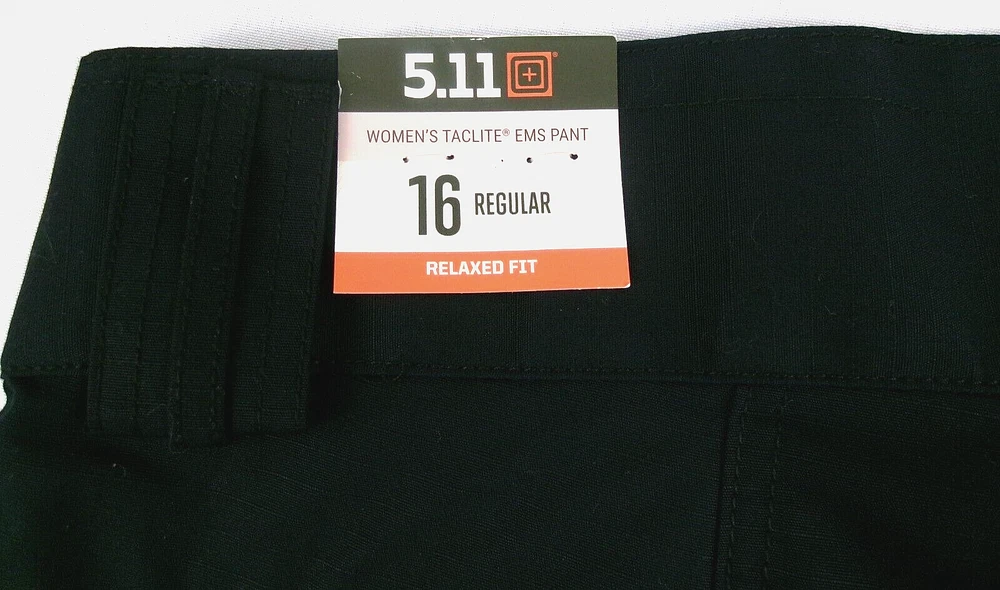 5.11®
WOMEN'S TACLITE® EMS PANT
16 REGULAR
RELAXED FIT